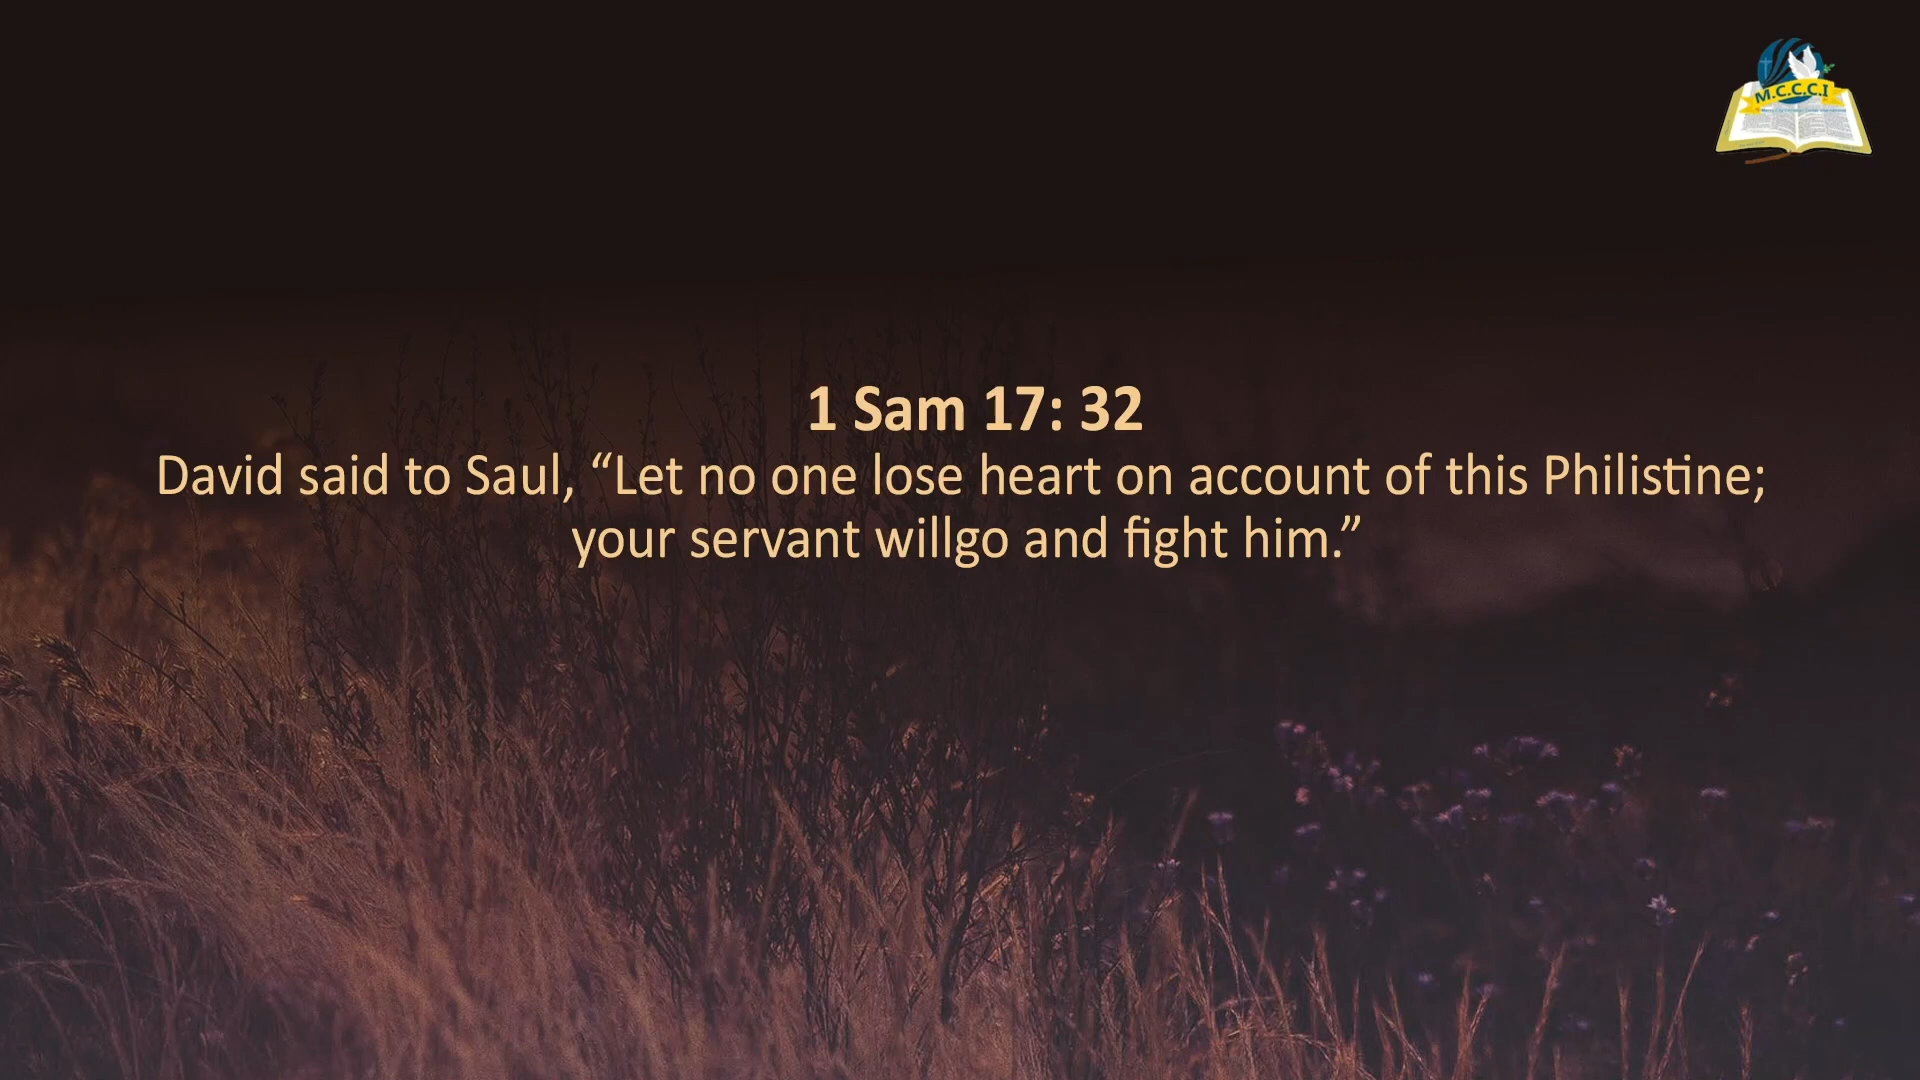 M.C.C.C.I
1 Sam 17: 32
David said to Saul, “Let no one lose heart on account of this Philistine;
your servant willgo and fight him.”